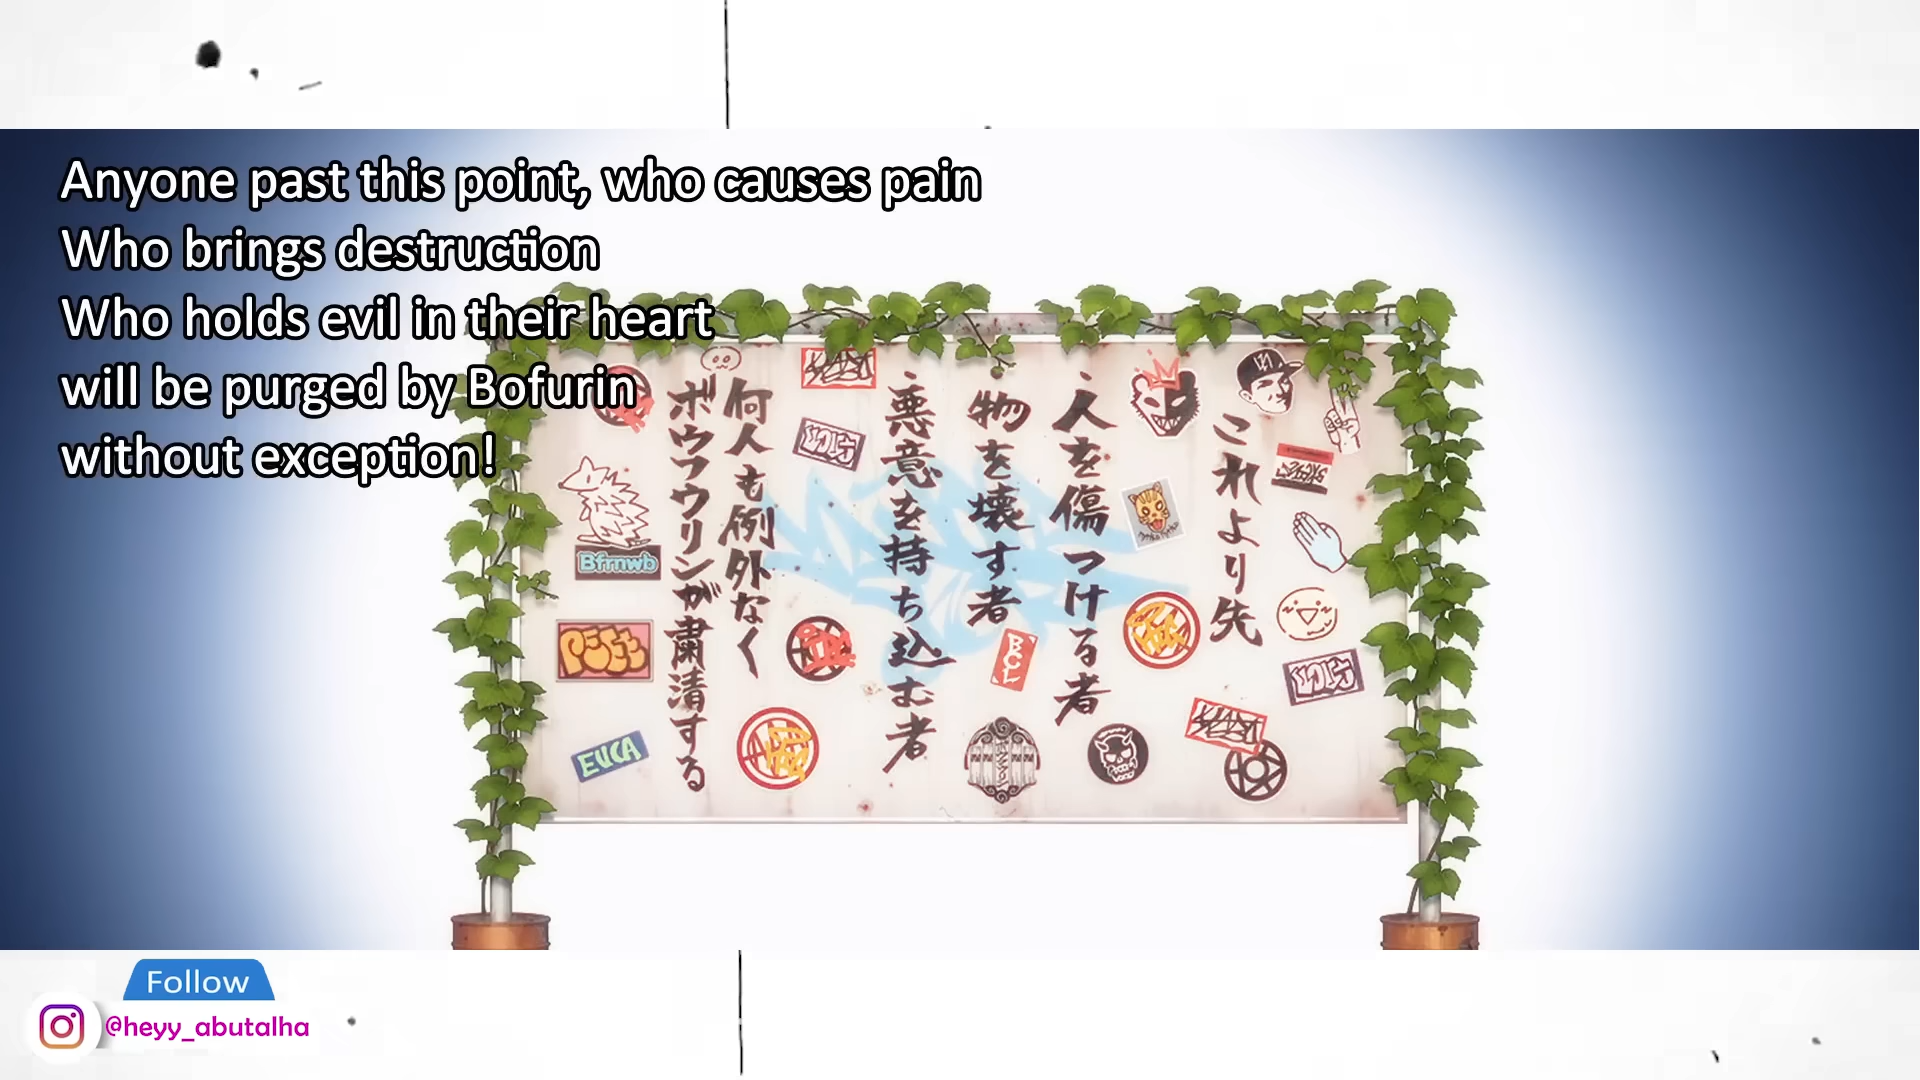 Anyone past this point, who causes pain
Who brings destruction
Who holds evil in their heart
will be purged by Bofurin
without exception!
これより先
・人を傷つける者
・物を壊す者
・悪意を持ち込む者
何人も例外なく
ボウフウリンが粛清する
Bfrnwb
EUCA
BCL
Follow
@heyy_abutalha